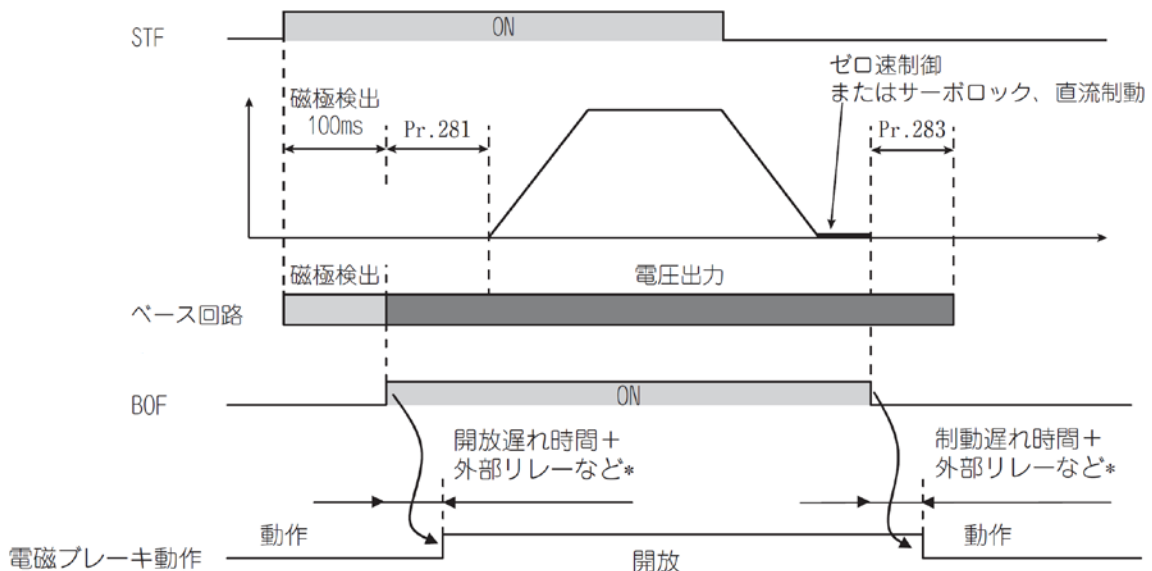 STF
ON
ゼロ速制御
またはサーボロック、直流制動
磁極検出
100ms
Pr.281
Pr.283
磁極検出
電圧出力
ベース回路
BOF
ON
開放遅れ時間＋
外部リレーなど*
制動遅れ時間＋
外部リレーなど*
動作
動作
電磁ブレーキ動作
開放